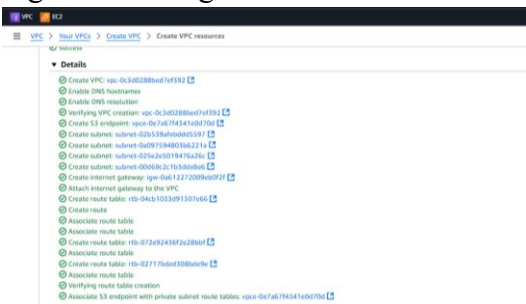 VPC EC2
VPC > Your VPCs > Create VPC > Create VPC resources
Success
Details
Create VPC: vpc-0c3d0288bed7ef392
Enable DNS hostnames
Enable DNS resolution
Verifying VPC creation: vpc-0c3d0288bed7ef392
Create S3 endpoint: vpce-0e7a67f4341e0d70d
Create subnet: subnet-02b539afebddd5597
Create subnet: subnet-0a097594803b6221a
Create subnet: subnet-025e2e5019476a26c
Create subnet: subnet-00d69c2c1b3dde8e6
Create internet gateway: igw-0a612272009eb0f2f
Attach internet gateway to the VPC
Create route table: rtb-04cb1033d91307e66
Create route
Associate route table
Associate route table
Create route table: rtb-072e92436f2e286bf
Associate route table
Create route table: rtb-02717bded308bde9e
Associate route table
Verifying route table creation
Associate S3 endpoint with private subnet route tables: vpce-0e7a67f4341e0d70d